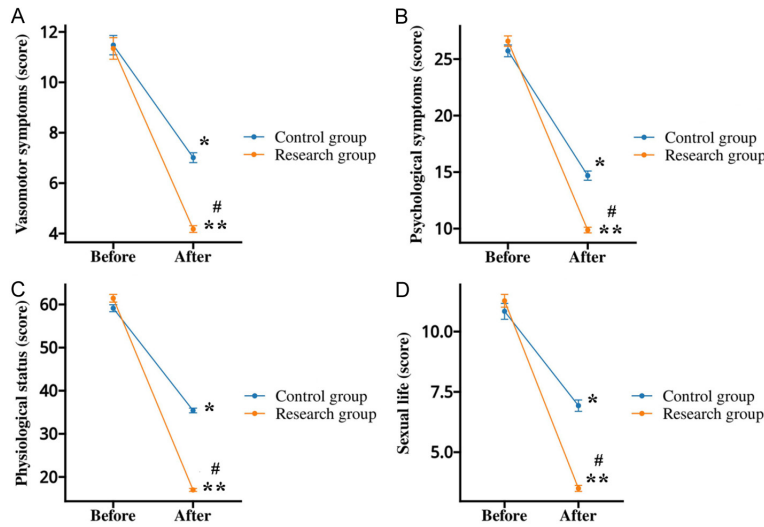 A
Vasomotor symptoms (score)
12
10
8
6
4
*
#
**
Before After
Control group
Research group
B
Psychological symptoms (score)
25
20
15
10
*
#
**
Before After
Control group
Research group
C
Physiological status (score)
60
50
40
30
20
*
#
**
Before After
Control group
Research group
D
Sexual life (score)
10.0
7.5
5.0
*
#
**
Before After
Control group
Research group